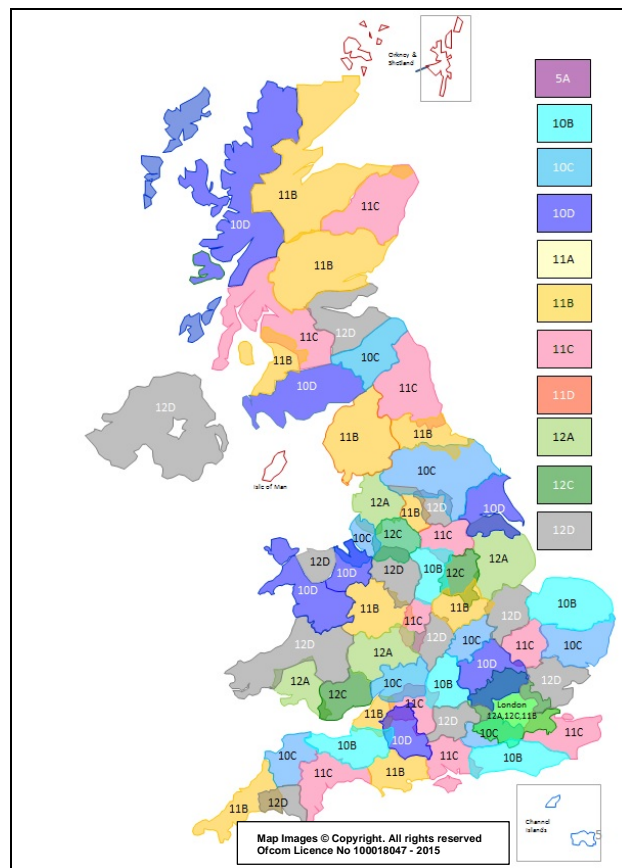 Orkney &
Shetland
5A
10B
10C
10D
11A
11B
11C
11D
12A
12C
12D
11B
11C
10D
11B
11C
12D
11B
10C
10D
11C
12D
11B
11B
Isle of Man
10C
12A
11B
12D
10D
10C
12C
11C
12D
10D
12D
10B
12C
12A
10D
11B
11C
11B
12D
10B
12D
12D
10C
11C
10C
12A
10D
12A
12C
10C
10B
12D
11C
London
12A,12C,11B
11B
12D
10C
11C
10B
10D
10C
11C
10B
11C
11B
11B
12D
Channel
Islands
5
Map Images © Copyright. All rights reserved
Ofcom Licence No 100018047 - 2015